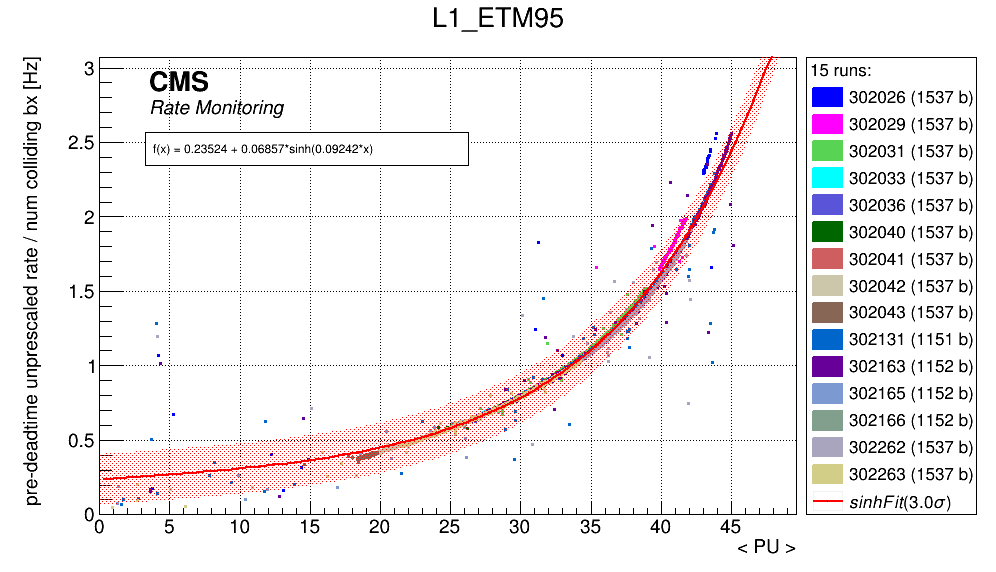 L1_ETM95
pre-deadtime unprescaled rate / num colliding bx [Hz]
CMS
Rate Monitoring
f(x) = 0.23524 + 0.06857*sinh(0.09242*x)
3
2.5
2
1.5
1
0.5
0
0 5 10 15 20 25 30 35 40 45
< PU >
15 runs:
302026 (1537 b)
302029 (1537 b)
302031 (1537 b)
302033 (1537 b)
302036 (1537 b)
302040 (1537 b)
302041 (1537 b)
302042 (1537 b)
302043 (1537 b)
302131 (1151 b)
302163 (1152 b)
302165 (1152 b)
302166 (1152 b)
302262 (1537 b)
302263 (1537 b)
sinhFit(3.0σ)